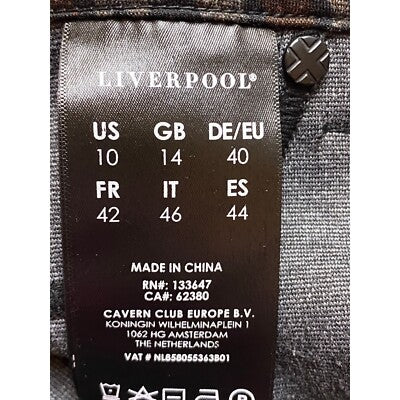 LIVERPOOL®
US GB DE/EU
10 14 40
FR IT ES
42 46 44
MADE IN CHINA
RN#: 133647
CA#: 62380
CAVERN CLUB EUROPE B.V.
KONINGIN WILHELMINAPLEIN 1
1062 HG AMSTERDAM
THE NETHERLANDS
VAT # NL858055363B01